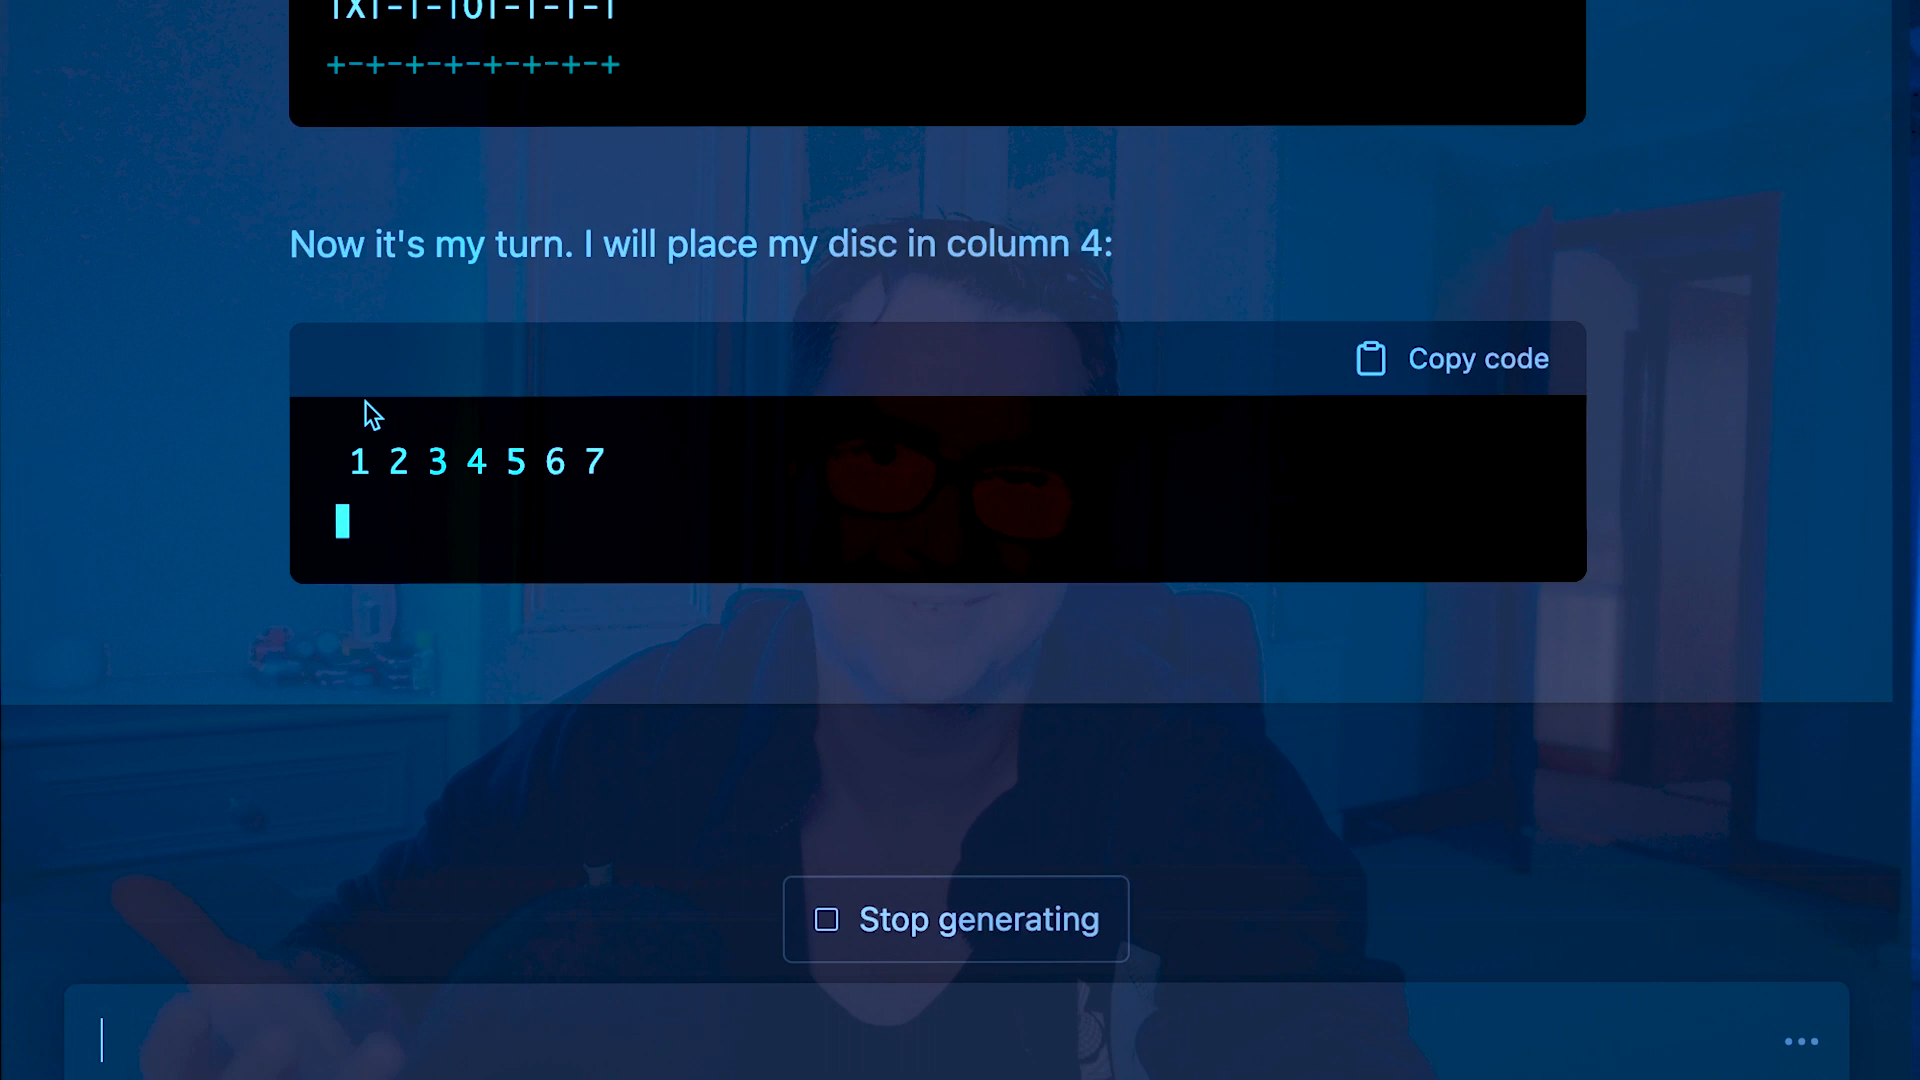 |X|-|-|O|-|-|-|
+-+-+-+-+-+-+-+
Now it's my turn. I will place my disc in column 4:
Copy code
1 2 3 4 5 6 7
Stop generating